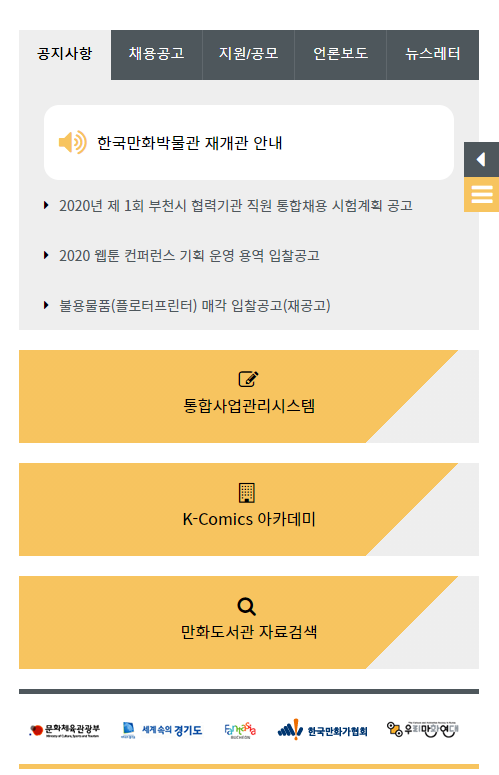 공지사항 채용공고 지원/공모 언론보도 뉴스레터
한국만화박물관 재개관 안내
2020년 제 1회 부천시 협력기관 직원 통합채용 시험계획 공고
2020 웹툰 컨퍼런스 기획 운영 용역 입찰공고
불용물품(플로터프린터) 매각 입찰공고(재공고)
통합사업관리시스템
K-Comics 아카데미
만화도서관 자료검색
문화체육관광부 세계속의 경기도 Fantasia 한국만화가협회 우리만화연대
Ministry of Culture, Sports and Tourism